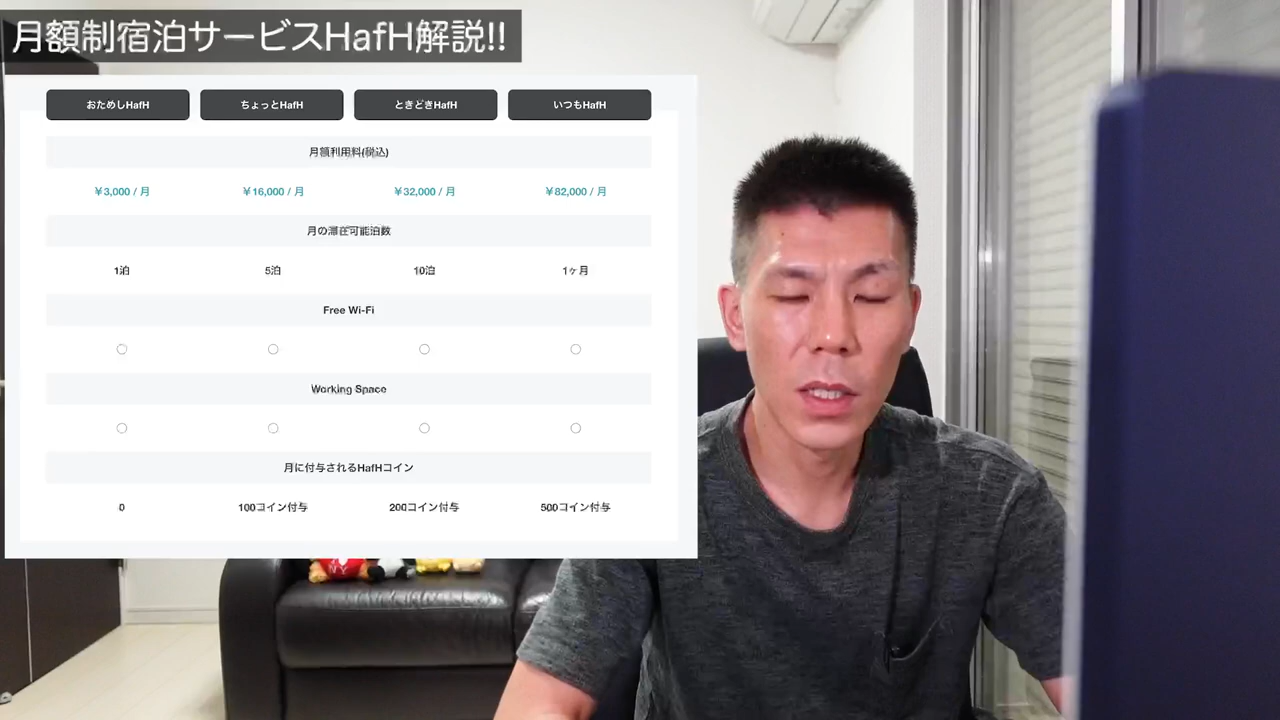 月額制宿泊サービスHafH解説!!
おためしHafH ちょっとHafH ときどきHafH いつもHafH
月額利用料(税込)
¥3,000 / 月 ¥16,000 / 月 ¥32,000 / 月 ¥82,000 / 月
月の滞在可能泊数
1泊 5泊 10泊 1ヶ月
Free Wi-Fi
○ ○ ○ ○
Working Space
○ ○ ○ ○
月に付与されるHafHコイン
0 100コイン付与 200コイン付与 500コイン付与
NY